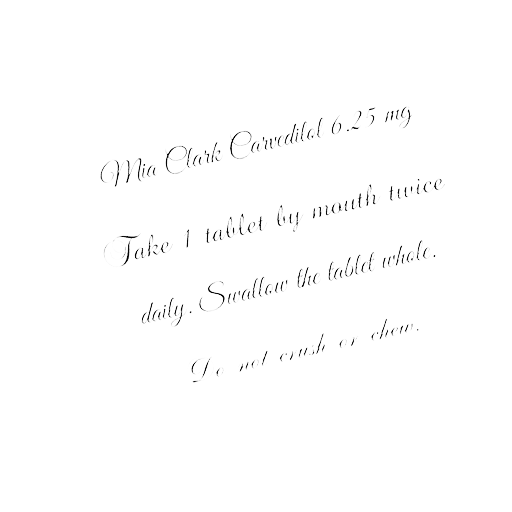 Mia Clark Carvedilol 6.25 mg
Take 1 tablet by mouth twice
daily. Swallow the tablet whole.
Do not crush or chew.